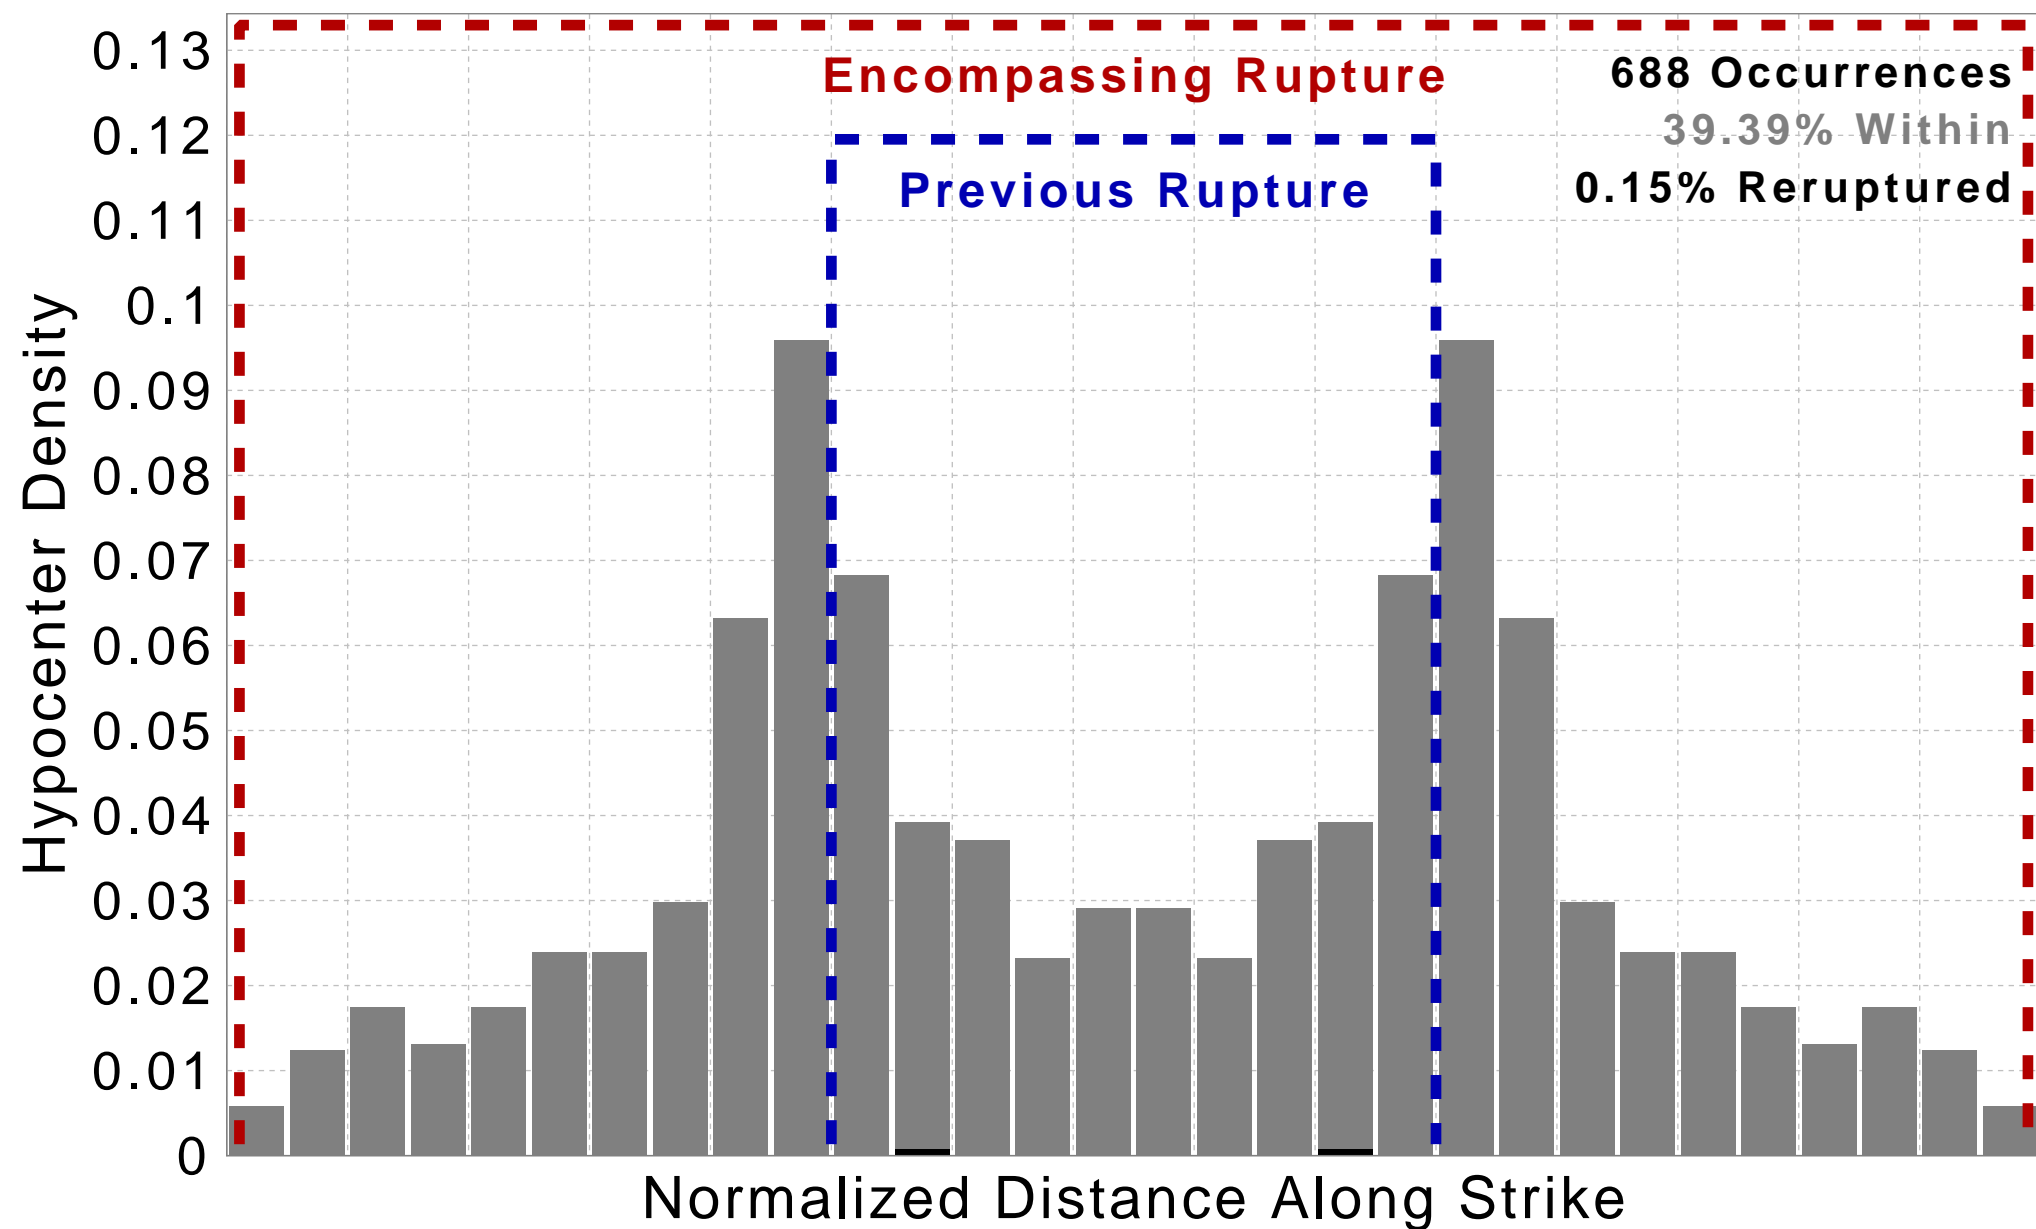 0.13
0.12
0.11
0.1
0.09
0.08
0.07
0.06
0.05
0.04
0.03
0.02
0.01
0
Hypocenter Density
Encompassing Rupture
Previous Rupture
688 Occurrences
39.39% Within
0.15% Reruptured
Normalized Distance Along Strike